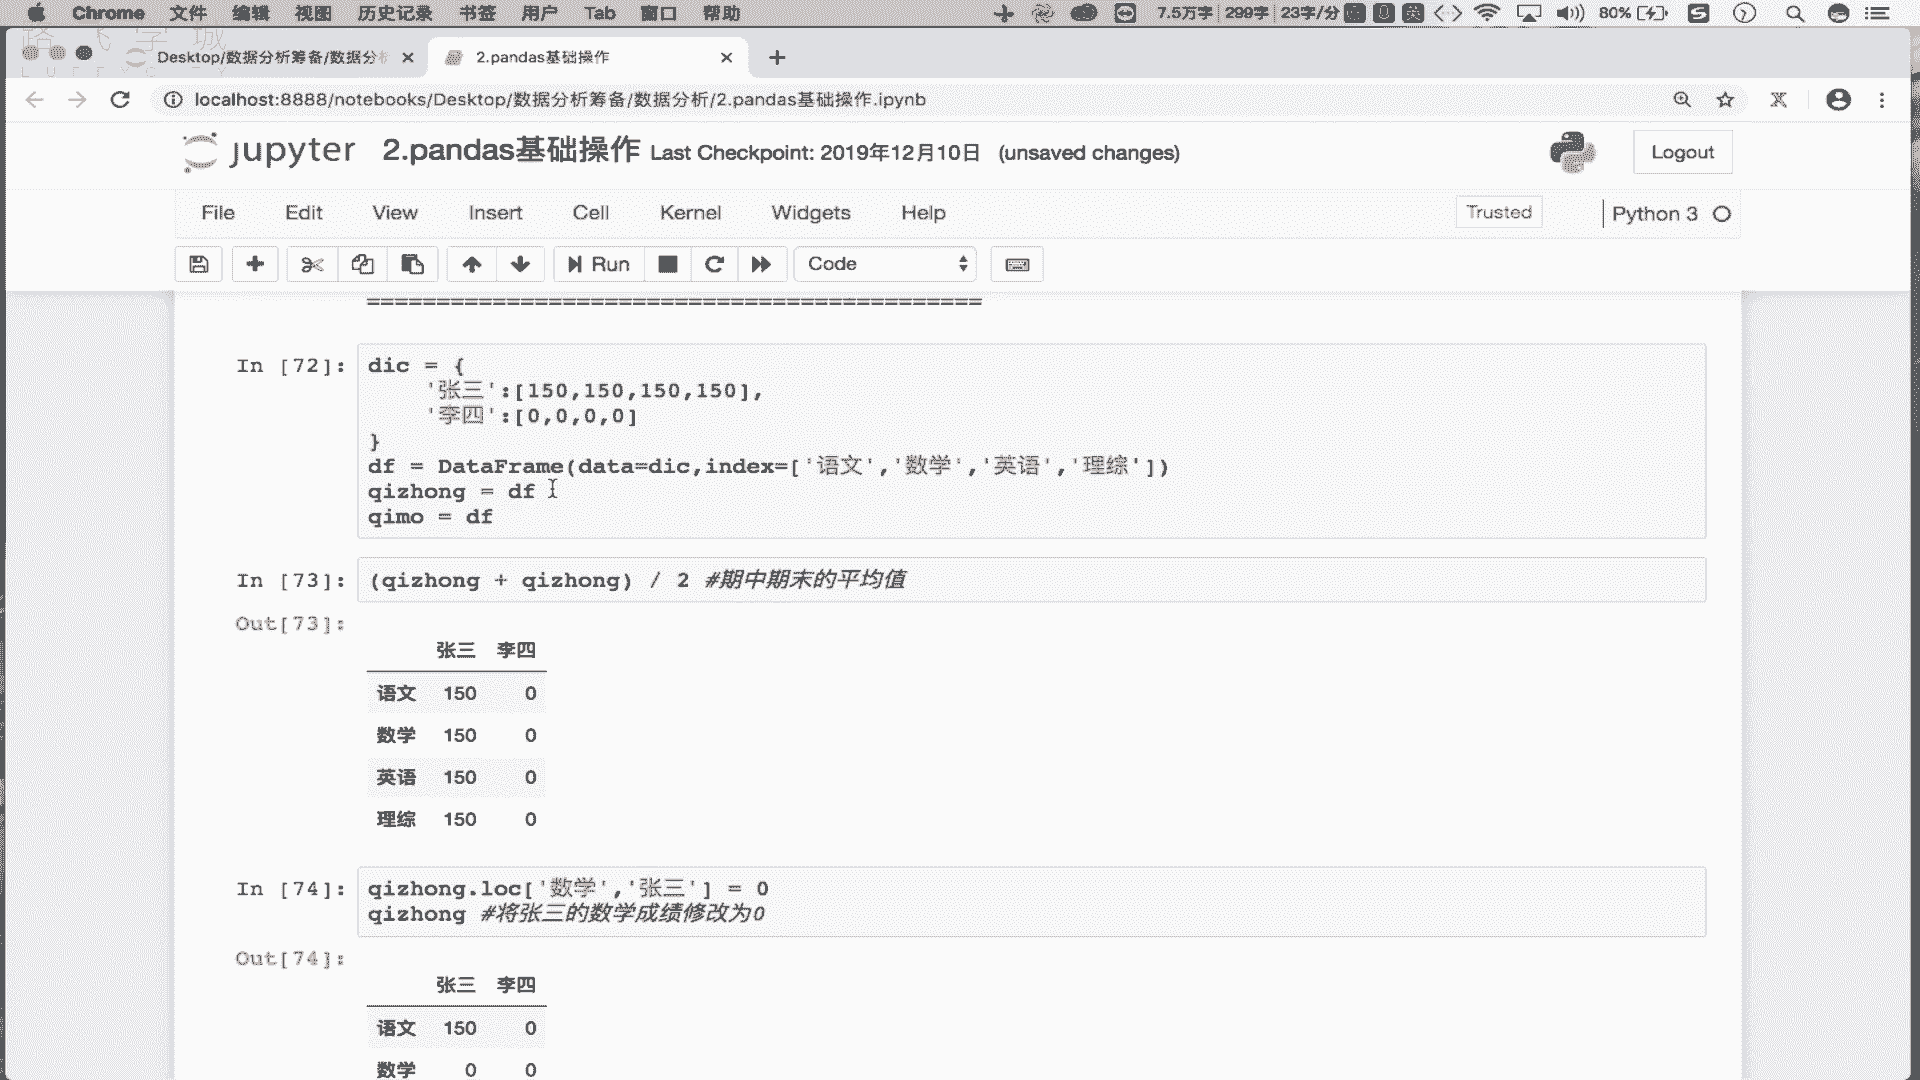 Chrome 文件 编辑 视图 历史记录 书签 用户 Tab 窗口 帮助 7.5万字 299字 23字/分 英 80%
路飞学城
Desktop/数据分析筹备/数据分析
2.pandas基础操作
localhost:8888/notebooks/Desktop/数据分析筹备/数据分析/2.pandas基础操作.ipynb
jupyter 2.pandas基础操作 Last Checkpoint: 2019年12月10日 (unsaved changes)
Logout
File Edit View Insert Cell Kernel Widgets Help Trusted Python 3
Run Code
============================================
In [72]: dic = {
'张三':[150,150,150,150],
'李四':[0,0,0,0]
}
df = DataFrame(data=dic,index=['语文','数学','英语','理综'])
qizhong = df
qimo = df
In [73]: (qizhong + qizhong) / 2 #期中期末的平均值
Out[73]:
张三 李四
语文 150 0
数学 150 0
英语 150 0
理综 150 0
In [74]: qizhong.loc['数学','张三'] = 0
qizhong #将张三的数学成绩修改为0
Out[74]:
张三 李四
语文 150 0
数学 0 0